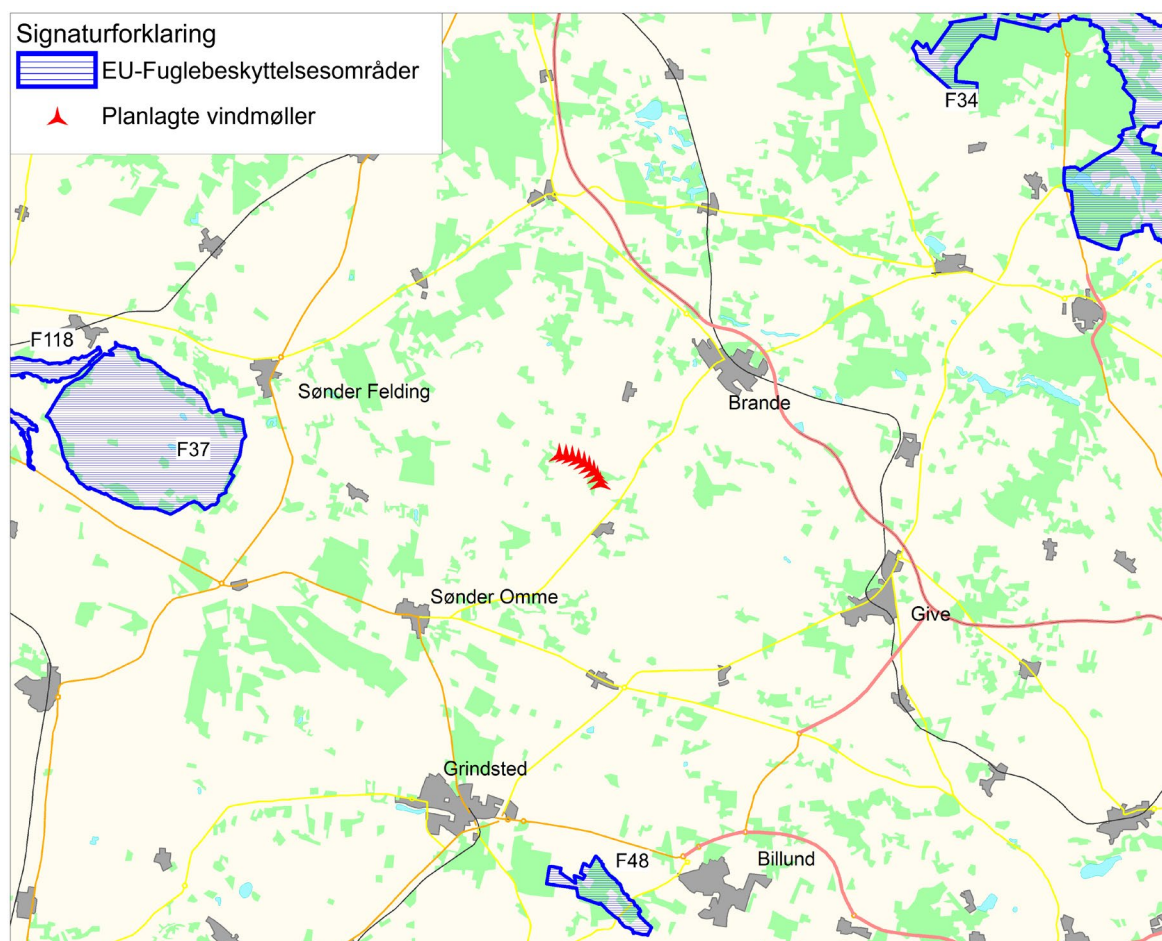 Signaturforklaring
EU-Fuglebeskyttelsesområder
Planlagte vindmøller
F34
F118
Sønder Felding
Brande
F37
Sønder Omme
Give
Grindsted
F48
Billund